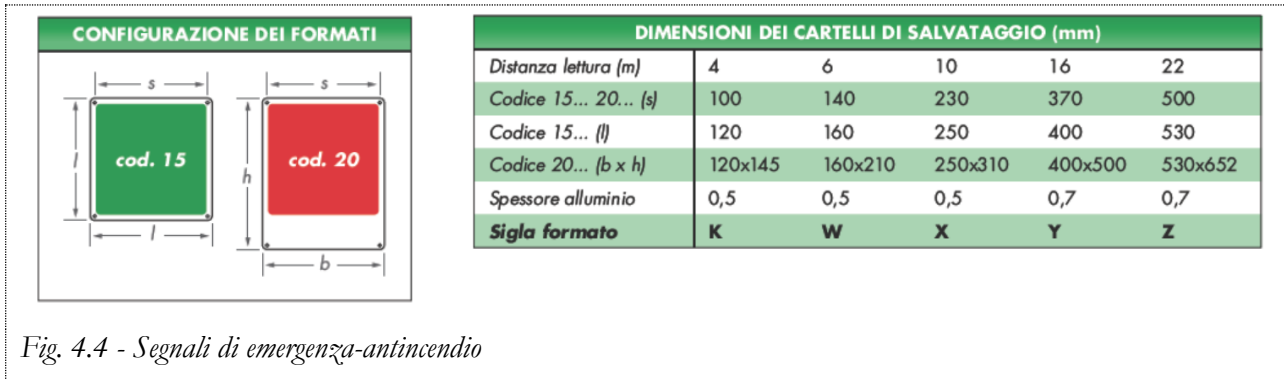 CONFIGURAZIONE DEI FORMATI
s
s
l
cod. 15
h
cod. 20
l
b
DIMENSIONI DEI CARTELLI DI SALVATAGGIO (mm)
Distanza lettura (m) 4 6 10 16 22
Codice 15... 20... (s) 100 140 230 370 500
Codice 15... (l) 120 160 250 400 530
Codice 20... (b x h) 120x145 160x210 250x310 400x500 530x652
Spessore alluminio 0,5 0,5 0,5 0,7 0,7
Sigla formato K W X Y Z
Fig. 4.4 - Segnali di emergenza-antincendio